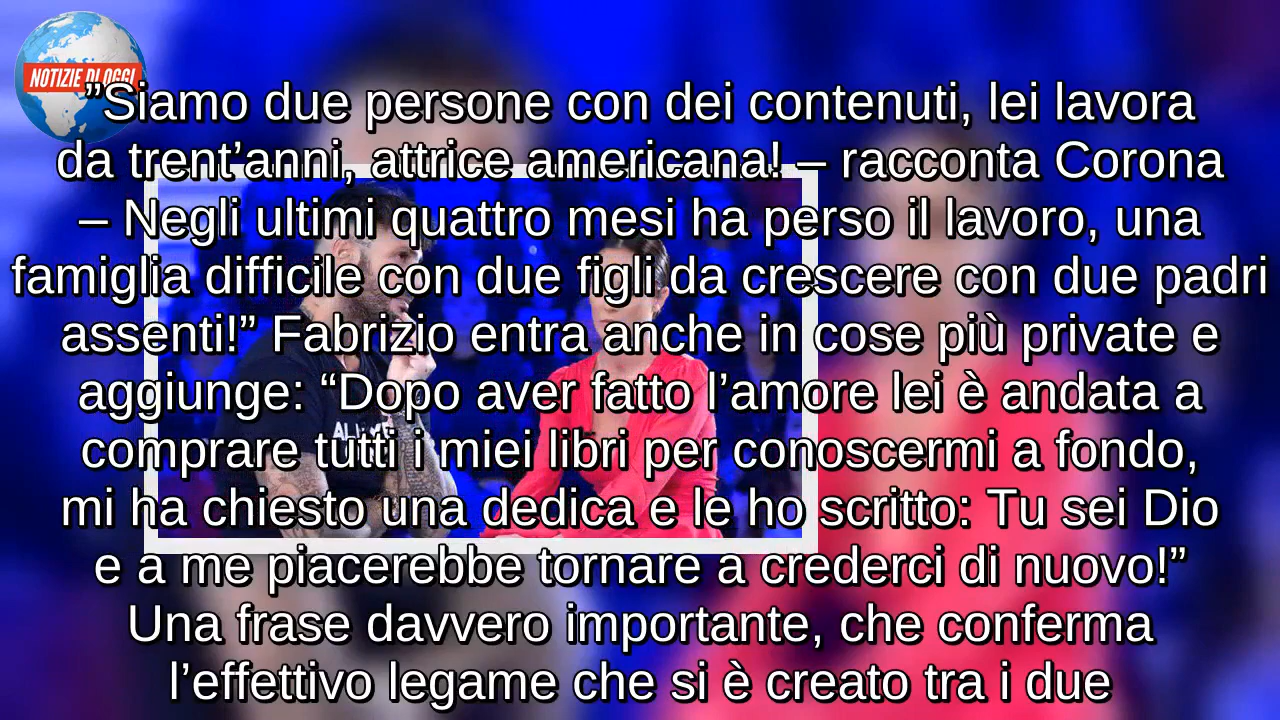 NOTIZIE DI OGGI
”Siamo due persone con dei contenuti, lei lavora
da trent’anni, attrice americana! – racconta Corona
– Negli ultimi quattro mesi ha perso il lavoro, una
famiglia difficile con due figli da crescere con due padri
assenti!” Fabrizio entra anche in cose più private e
aggiunge: “Dopo aver fatto l’amore lei è andata a
comprare tutti i miei libri per conoscermi a fondo,
mi ha chiesto una dedica e le ho scritto: Tu sei Dio
e a me piacerebbe tornare a crederci di nuovo!”
Una frase davvero importante, che conferma
l’effettivo legame che si è creato tra i due